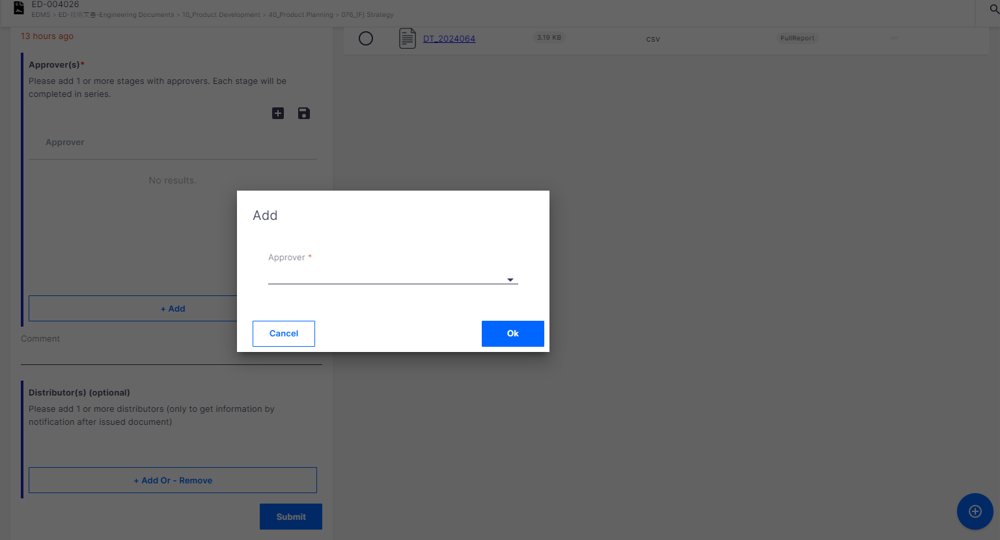 ED-004026
EDMS > ED-技術文書-Engineering Documents > 10_Product Development > 40_Product Planning > 076_[F] Strategy
13 hours ago
DT_2024064
3.19 KB
csv
FullReport
Approver(s)*
Please add 1 or more stages with approvers. Each stage will be
completed in series.
Approver
No results.
Add
Approver *
Cancel
Ok
+ Add
Comment
Distributor(s) (optional)
Please add 1 or more distributors (only to get information by
notification after issued document)
+ Add Or - Remove
Submit